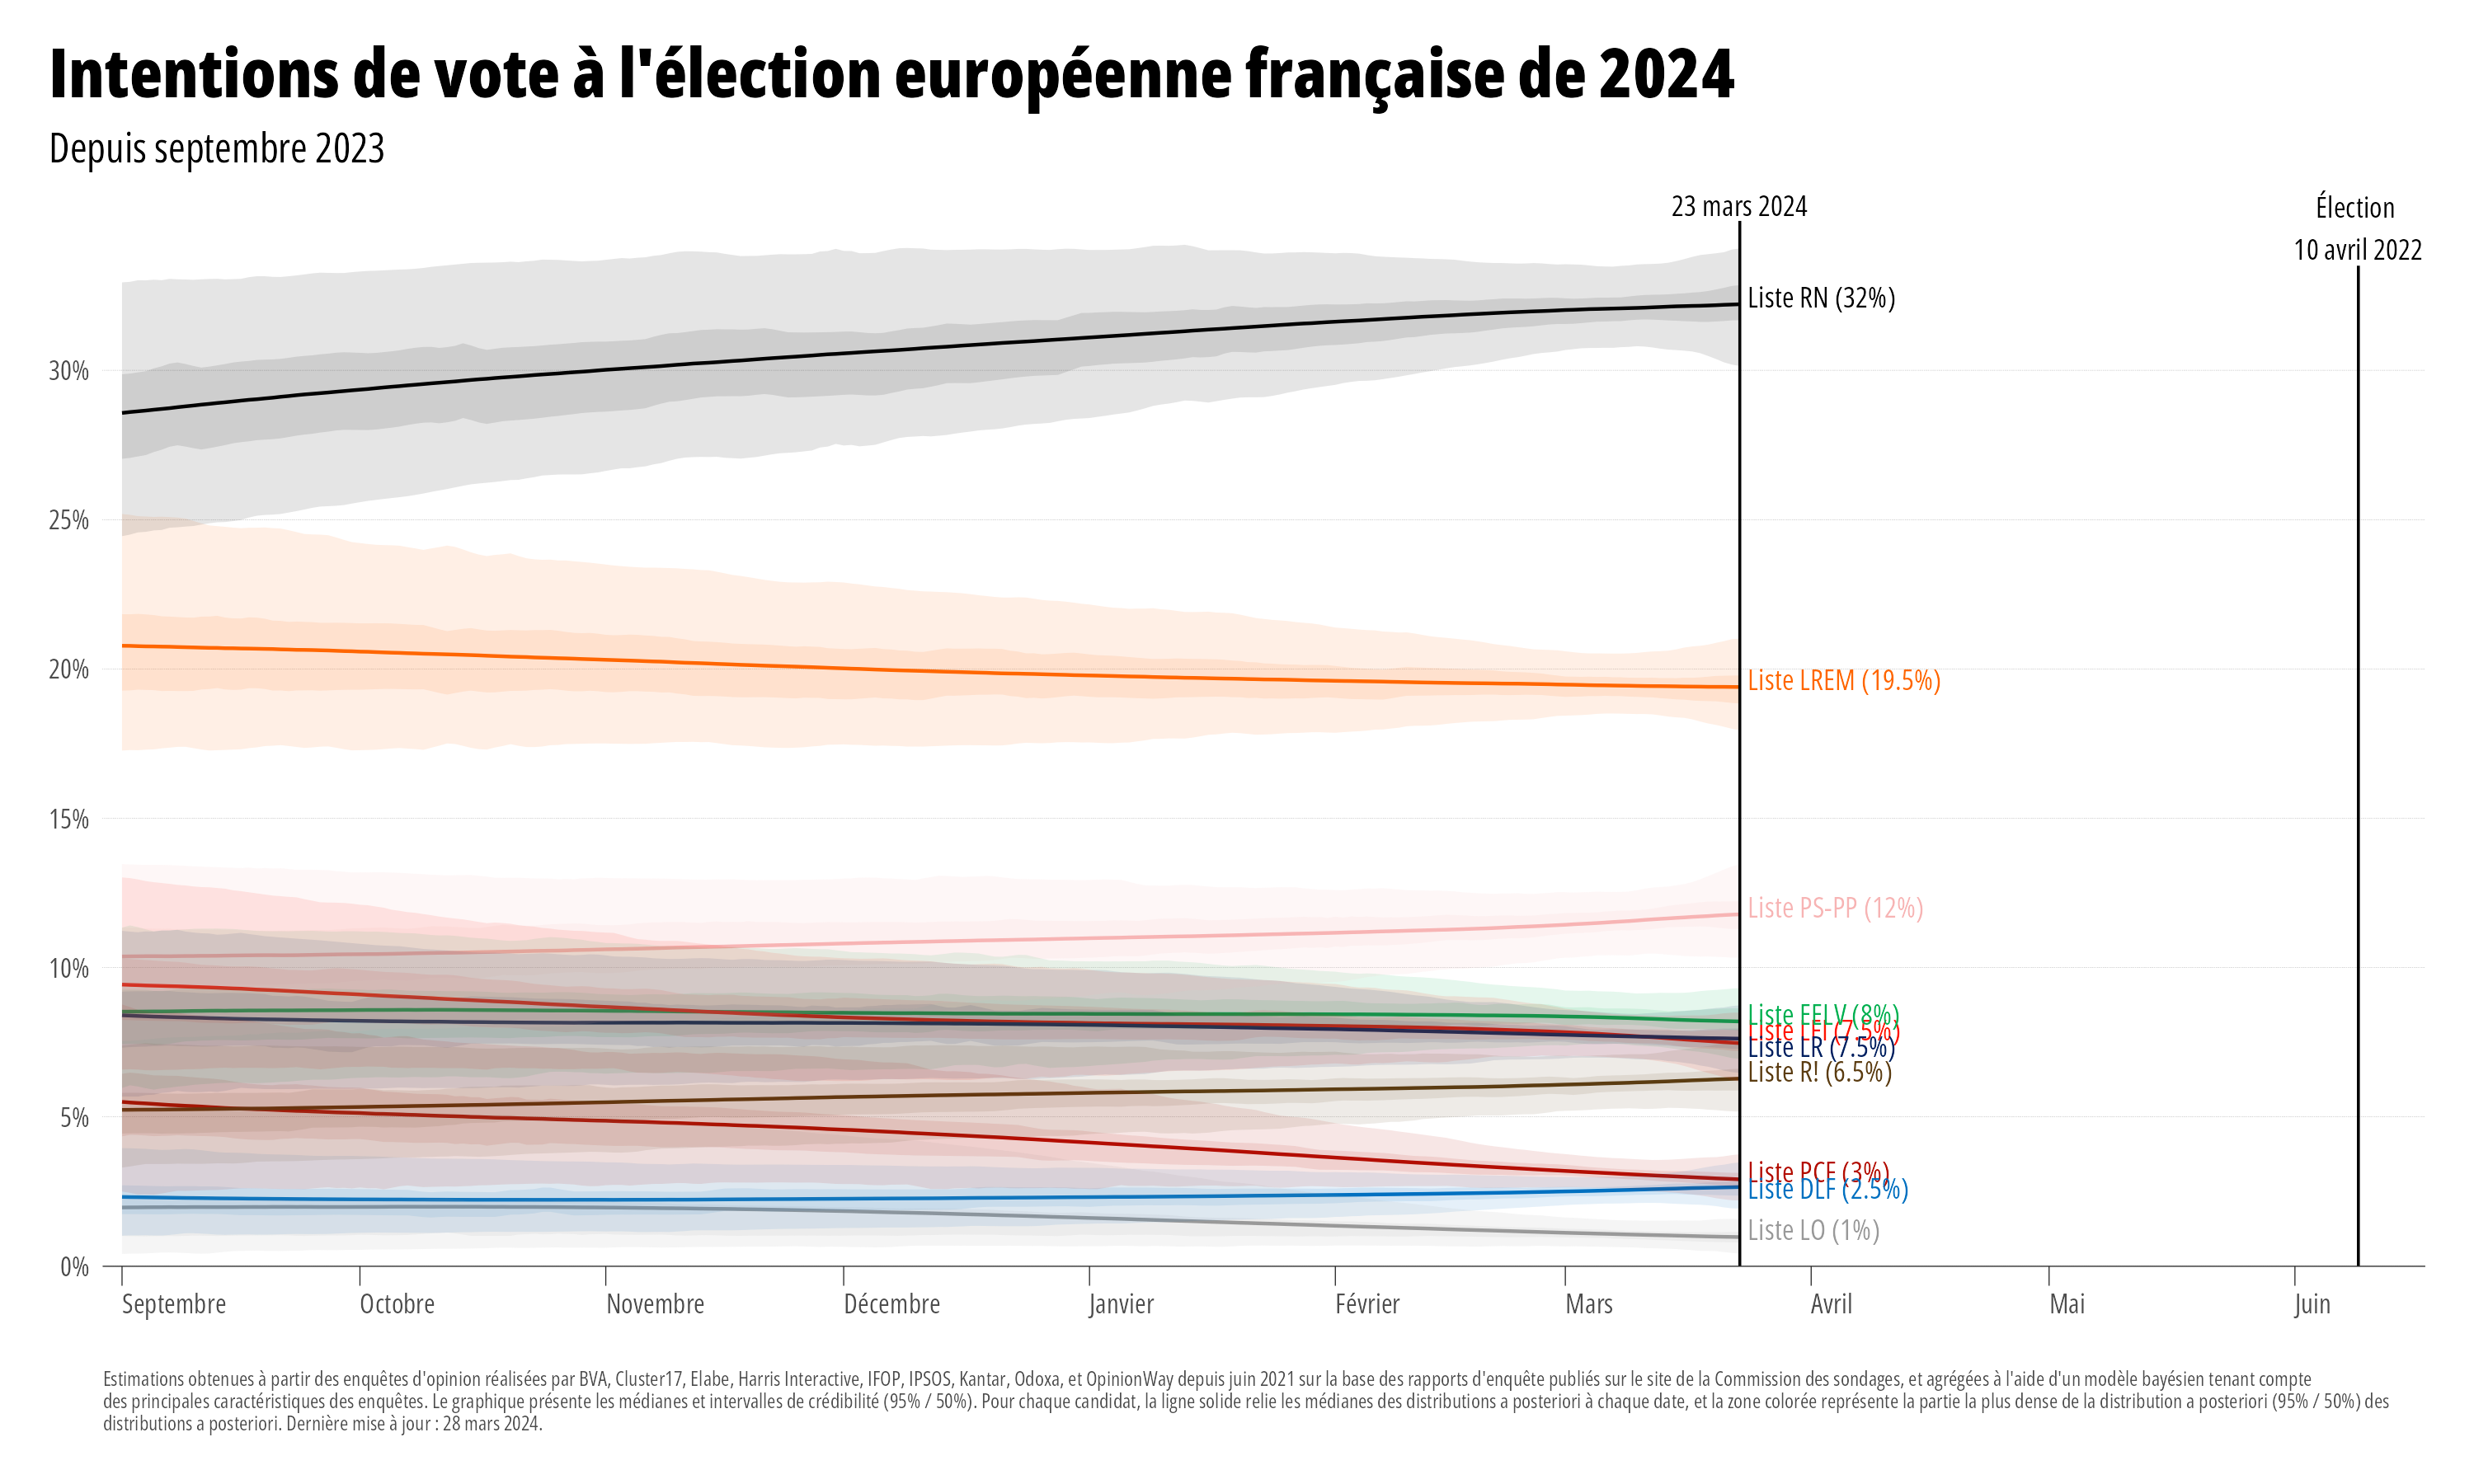 Intentions de vote à l'élection européenne française de 2024
Depuis septembre 2023
23 mars 2024
Élection
10 avril 2022
Liste RN (32%)
30%
25%
20%
Liste LREM (19.5%)
15%
Liste PS-PP (12%)
10%
Liste EELV (8%)
Liste LFI (7.5%)
Liste LR (7.5%)
Liste R! (6.5%)
5%
Liste PCF (3%)
Liste DLF (2.5%)
Liste LO (1%)
0%
Septembre Octobre Novembre Décembre Janvier Février Mars Avril Mai Juin
Estimations obtenues à partir des enquêtes d'opinion réalisées par BVA, Cluster17, Elabe, Harris Interactive, IFOP, IPSOS, Kantar, Odoxa, et OpinionWay depuis juin 2021 sur la base des rapports d'enquête publiés sur le site de la Commission des sondages, et agrégées à l'aide d'un modèle bayésien tenant compte
des principales caractéristiques des enquêtes. Le graphique présente les médianes et intervalles de crédibilité (95% / 50%). Pour chaque candidat, la ligne solide relie les médianes des distributions a posteriori à chaque date, et la zone colorée représente la partie la plus dense de la distribution a posteriori (95% / 50%) des
distributions a posteriori. Dernière mise à jour : 28 mars 2024.